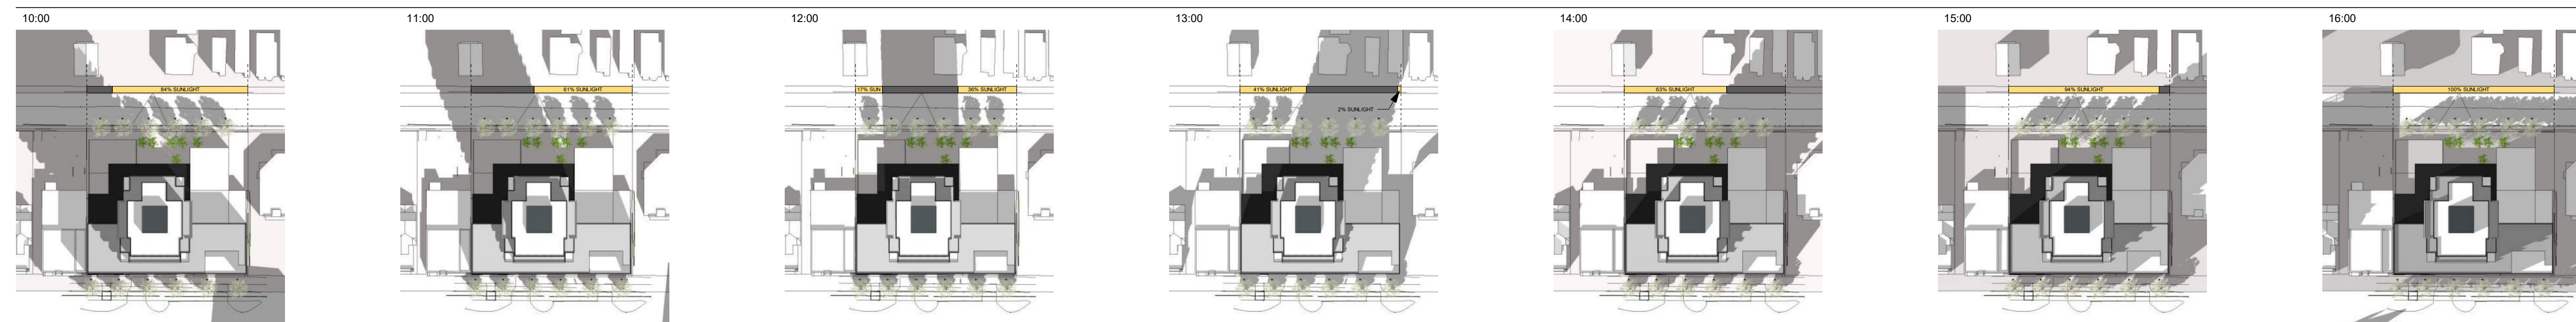 10:00
11:00
12:00
13:00
14:00
15:00
16:00
84% SUNLIGHT
61% SUNLIGHT
17% SUN
36% SUNLIGHT
41% SUNLIGHT
2% SUNLIGHT
63% SUNLIGHT
94% SUNLIGHT
100% SUNLIGHT